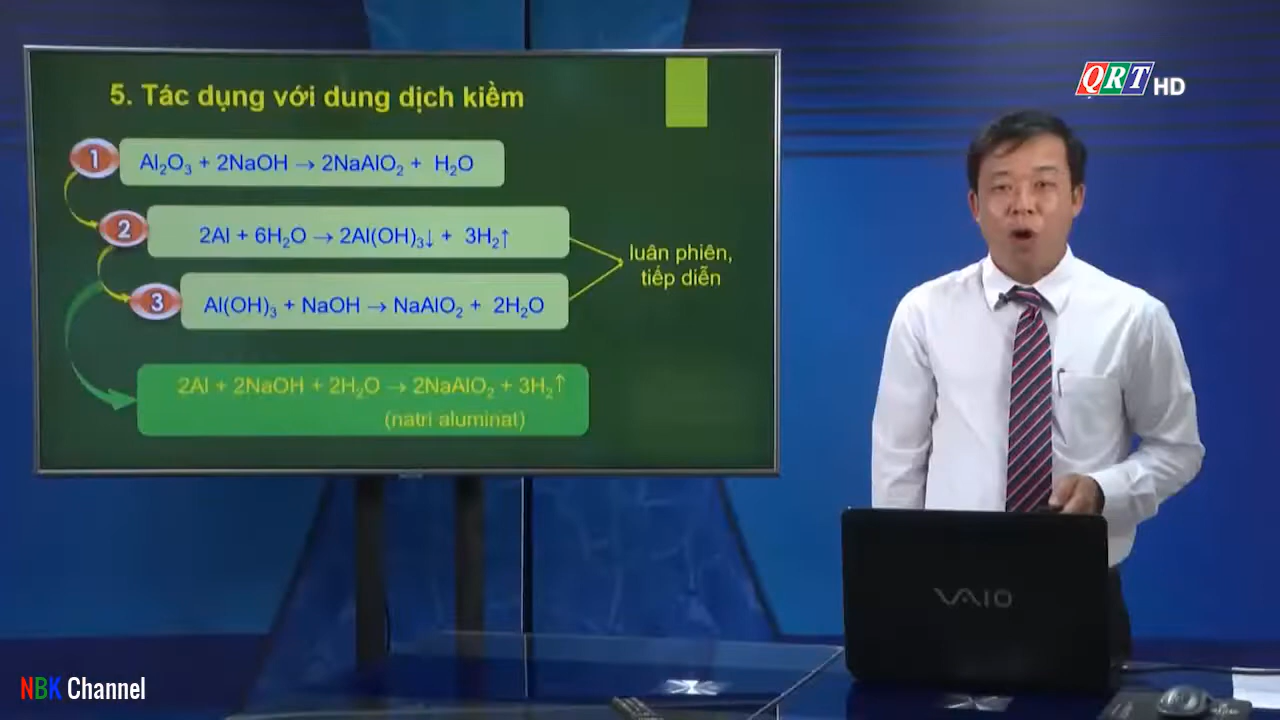 5. Tác dụng với dung dịch kiềm
1
Al₂O₃ + 2NaOH → 2NaAlO₂ + H₂O
2
2Al + 6H₂O → 2Al(OH)₃↓ + 3H₂↑
3
Al(OH)₃ + NaOH → NaAlO₂ + 2H₂O
luân phiên,
tiếp diễn
2Al + 2NaOH + 2H₂O → 2NaAlO₂ + 3H₂↑
(natri aluminat)
QRT HD
VAIO
NBK Channel